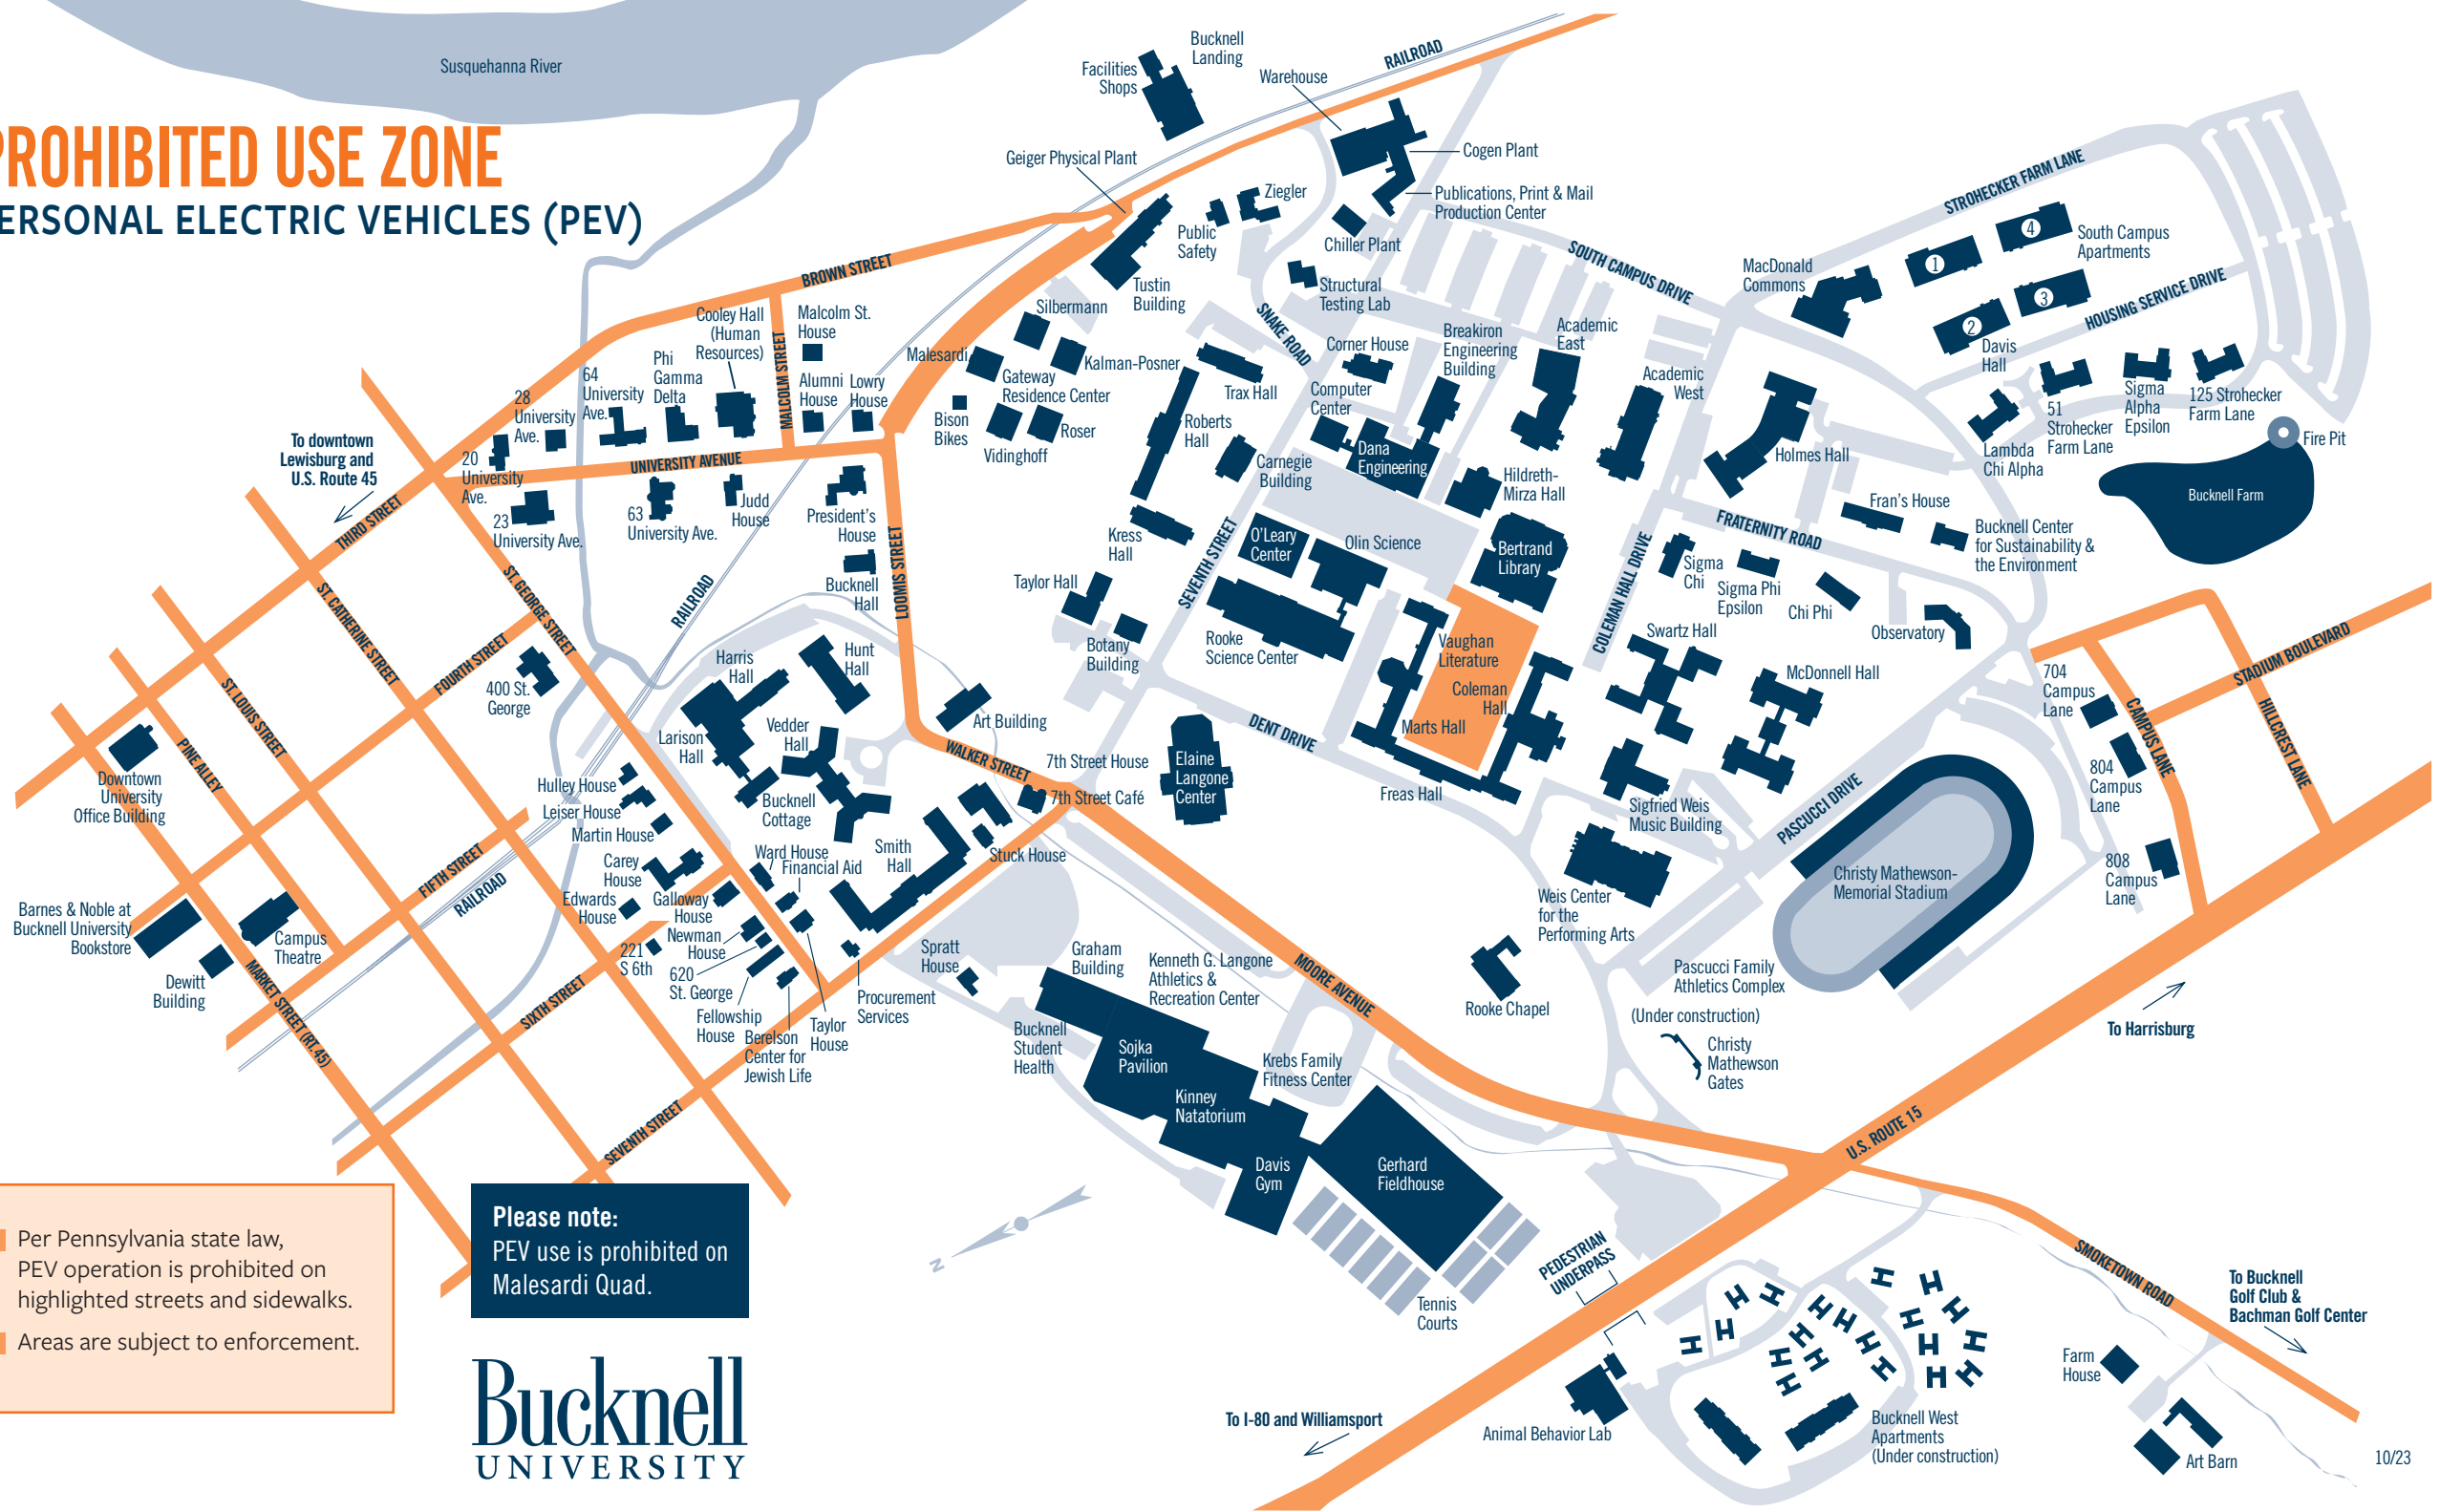 Susquehanna River
PROHIBITED USE ZONE
PERSONAL ELECTRIC VEHICLES (PEV)
Bucknell
Landing
Facilities
Shops
Warehouse
RAILROAD
Geiger Physical Plant
Cogen Plant
Publications, Print & Mail
Production Center
Ziegler
Public
Safety
Chiller Plant
Tustin
Building
Structural
Testing Lab
SOUTH CAMPUS DRIVE
STROHECKER FARM LANE
MacDonald
Commons
1
4
2
3
South Campus
Apartments
HOUSING SERVICE DRIVE
Davis
Hall
51
Strohecker
Farm Lane
Sigma
Alpha
Epsilon
125 Strohecker
Farm Lane
Lambda
Chi Alpha
Fire Pit
Bucknell Farm
BROWN STREET
Cooley Hall
(Human
Resources)
Malcolm St.
House
MALCOLM STREET
Phi
Gamma
Delta
64
University
Ave.
28
University
Ave.
Alumni
House
Lowry
House
20
University
Ave.
To downtown
Lewisburg and
U.S. Route 45
UNIVERSITY AVENUE
23
University Ave.
63
University Ave.
Judd
House
President's
House
Bucknell
Hall
LOOMIS STREET
Silbermann
Malesardi
Kalman-Posner
Gateway
Residence Center
Bison
Bikes
Roser
Vidinghoff
SNAKE ROAD
Trax Hall
Roberts
Hall
Carnegie
Building
Kress
Hall
Taylor Hall
Botany
Building
SEVENTH STREET
Corner House
Computer
Center
Breakiron
Engineering
Building
Dana
Engineering
Academic
East
Academic
West
Hildreth-
Mirza Hall
O'Leary
Center
Olin Science
Bertrand
Library
Rooke
Science Center
Vaughan
Literature
Coleman
Hall
Marts Hall
Freas Hall
DENT DRIVE
COLEMAN HALL DRIVE
Holmes Hall
Fran's House
FRATERNITY ROAD
Bucknell Center
for Sustainability &
the Environment
Sigma
Chi
Sigma Phi
Epsilon
Chi Phi
Observatory
Swartz Hall
McDonnell Hall
704
Campus
Lane
CAMPUS LANE
STADIUM BOULEVARD
HILLCREST LANE
804
Campus
Lane
808
Campus
Lane
Sigfried Weis
Music Building
PASCUCCI DRIVE
Christy Mathewson-
Memorial Stadium
Weis Center
for the
Performing Arts
Rooke Chapel
Pascucci Family
Athletics Complex
(Under construction)
Christy
Mathewson
Gates
To Harrisburg
U.S. ROUTE 15
THIRD STREET
ST. CATHERINE STREET
ST. GEORGE STREET
FOURTH STREET
400 St.
George
ST. LOUIS STREET
PINE ALLEY
RAILROAD
Downtown
University
Office Building
Harris
Hall
Hunt
Hall
Larison
Hall
Vedder
Hall
Art Building
WALKER STREET
7th Street House
7th Street Café
Elaine
Langone
Center
Bucknell
Cottage
Hulley House
Leiser House
Martin House
Carey
House
Edwards
House
Galloway
House
Newman
House
Ward House
Financial Aid
Smith
Hall
Stuck House
FIFTH STREET
RAILROAD
Barnes & Noble at
Bucknell University
Bookstore
Campus
Theatre
Dewitt
Building
MARKET STREET (RT. 45)
221
S 6th
620
St. George
SIXTH STREET
Fellowship
House
Berelson
Center for
Jewish Life
Taylor
House
Procurement
Services
SEVENTH STREET
Spratt
House
Graham
Building
Kenneth G. Langone
Athletics &
Recreation Center
MOORE AVENUE
Bucknell
Student
Health
Sojka
Pavilion
Kinney
Natatorium
Krebs Family
Fitness Center
Davis
Gym
Gerhard
Fieldhouse
Tennis
Courts
N
PEDESTRIAN
UNDERPASS
To I-80 and Williamsport
Animal Behavior Lab
Bucknell West
Apartments
(Under construction)
SMOKETOWN ROAD
To Bucknell
Golf Club &
Bachman Golf Center
Farm
House
Art Barn
10/23
Per Pennsylvania state law,
PEV operation is prohibited on
highlighted streets and sidewalks.
Areas are subject to enforcement.
Please note:
PEV use is prohibited on
Malesardi Quad.
Bucknell
UNIVERSITY